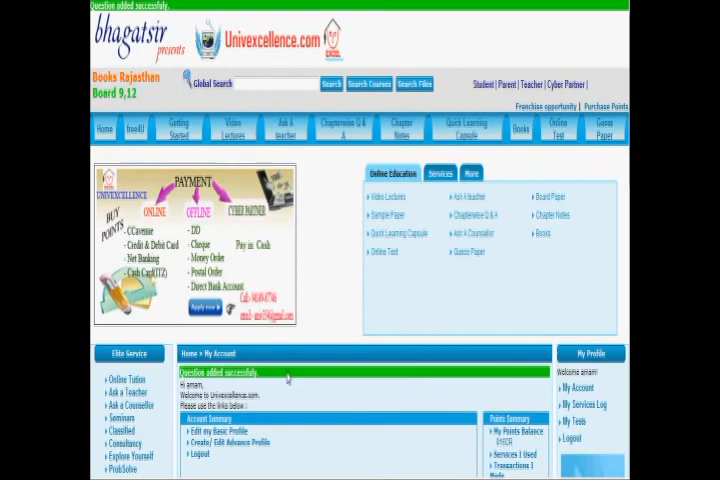 Question added successfuly.
bhagatsir
presents
Univexcellence.com
EXCEL
Books Rajasthan
Board 9,12
Global Search
Search
Search Courses
Search Files
Student | Parent | Teacher | Cyber Partner |
Franchise opportunity | Purchase Points
Home
free4U
Getting Started
Video Lectures
Ask A teacher
Chapterwise Q & A
Chapter Notes
Quick Learning Capsule
Books
Online Test
Guess Paper
UNIVEXCELLENCE
PAYMENT
BUY POINTS
ONLINE
OFFLINE
CYBER PARTNER
- CCavenue
- Credit & Debit Card
- Net Banking
- Cash Card(ITZ)
- DD
- Cheque
- Money Order
- Postal Order
- Direct Bank Account
Pay in Cash
Apply now
Online Education
Services
More
Video Lectures
Ask A teacher
Board Paper
Sample Paper
Chapterwise Q & A
Chapter Notes
Quick Learning Capsule
Ask A Counsellor
Books
Online Test
Guess Paper
Elite Service
Online Tution
Ask a Teacher
Ask a Counselor
Seminars
Classified
Consultancy
Explore Yourself
ProbSolve
Home » My Account
Question added successfuly.
Hi amam,
Welcome to Univexcellence.com.
Please use the links below :
Account Summary
Edit my Basic Profile
Create/ Edit Advance Profile
Logout
Points Summary
My Points Balance
Services I Used
Transactions I
Made
My Profile
Welcome amam!
My Account
My Services Log
My Tests
Logout